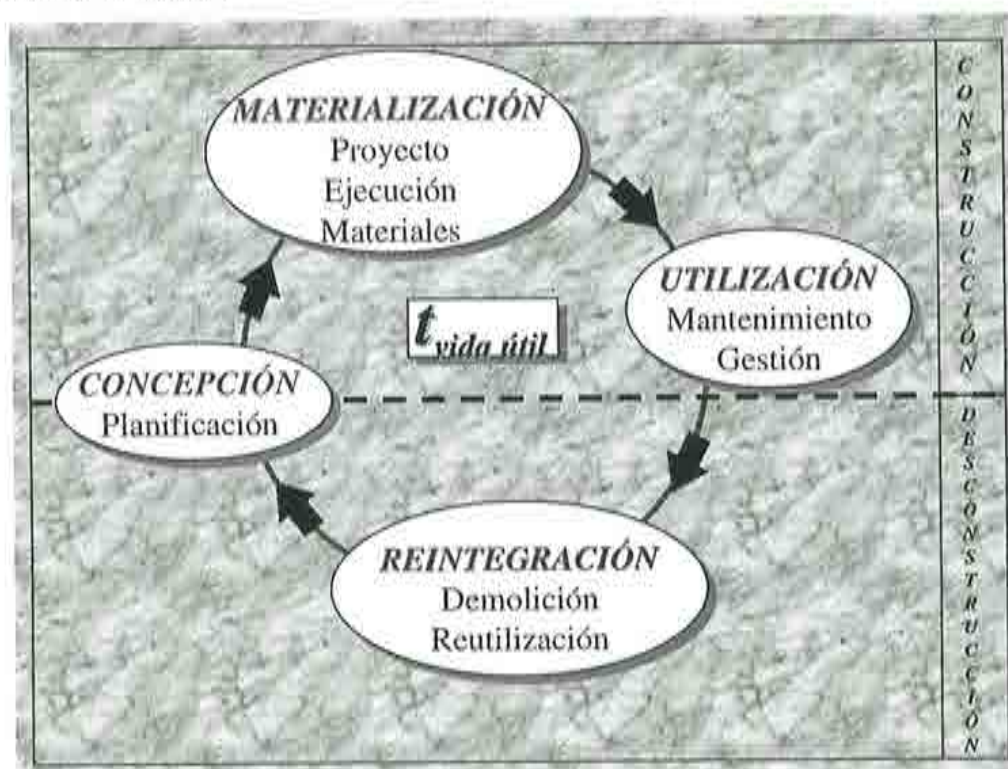 MATERIALIZACIÓN
Proyecto
Ejecución
Materiales
UTILIZACIÓN
Mantenimiento
Gestión
t vida útil
CONCEPCIÓN
Planificación
REINTEGRACIÓN
Demolición
Reutilización
CONSTRUCCIÓN
DESCONSTRUCCIÓN